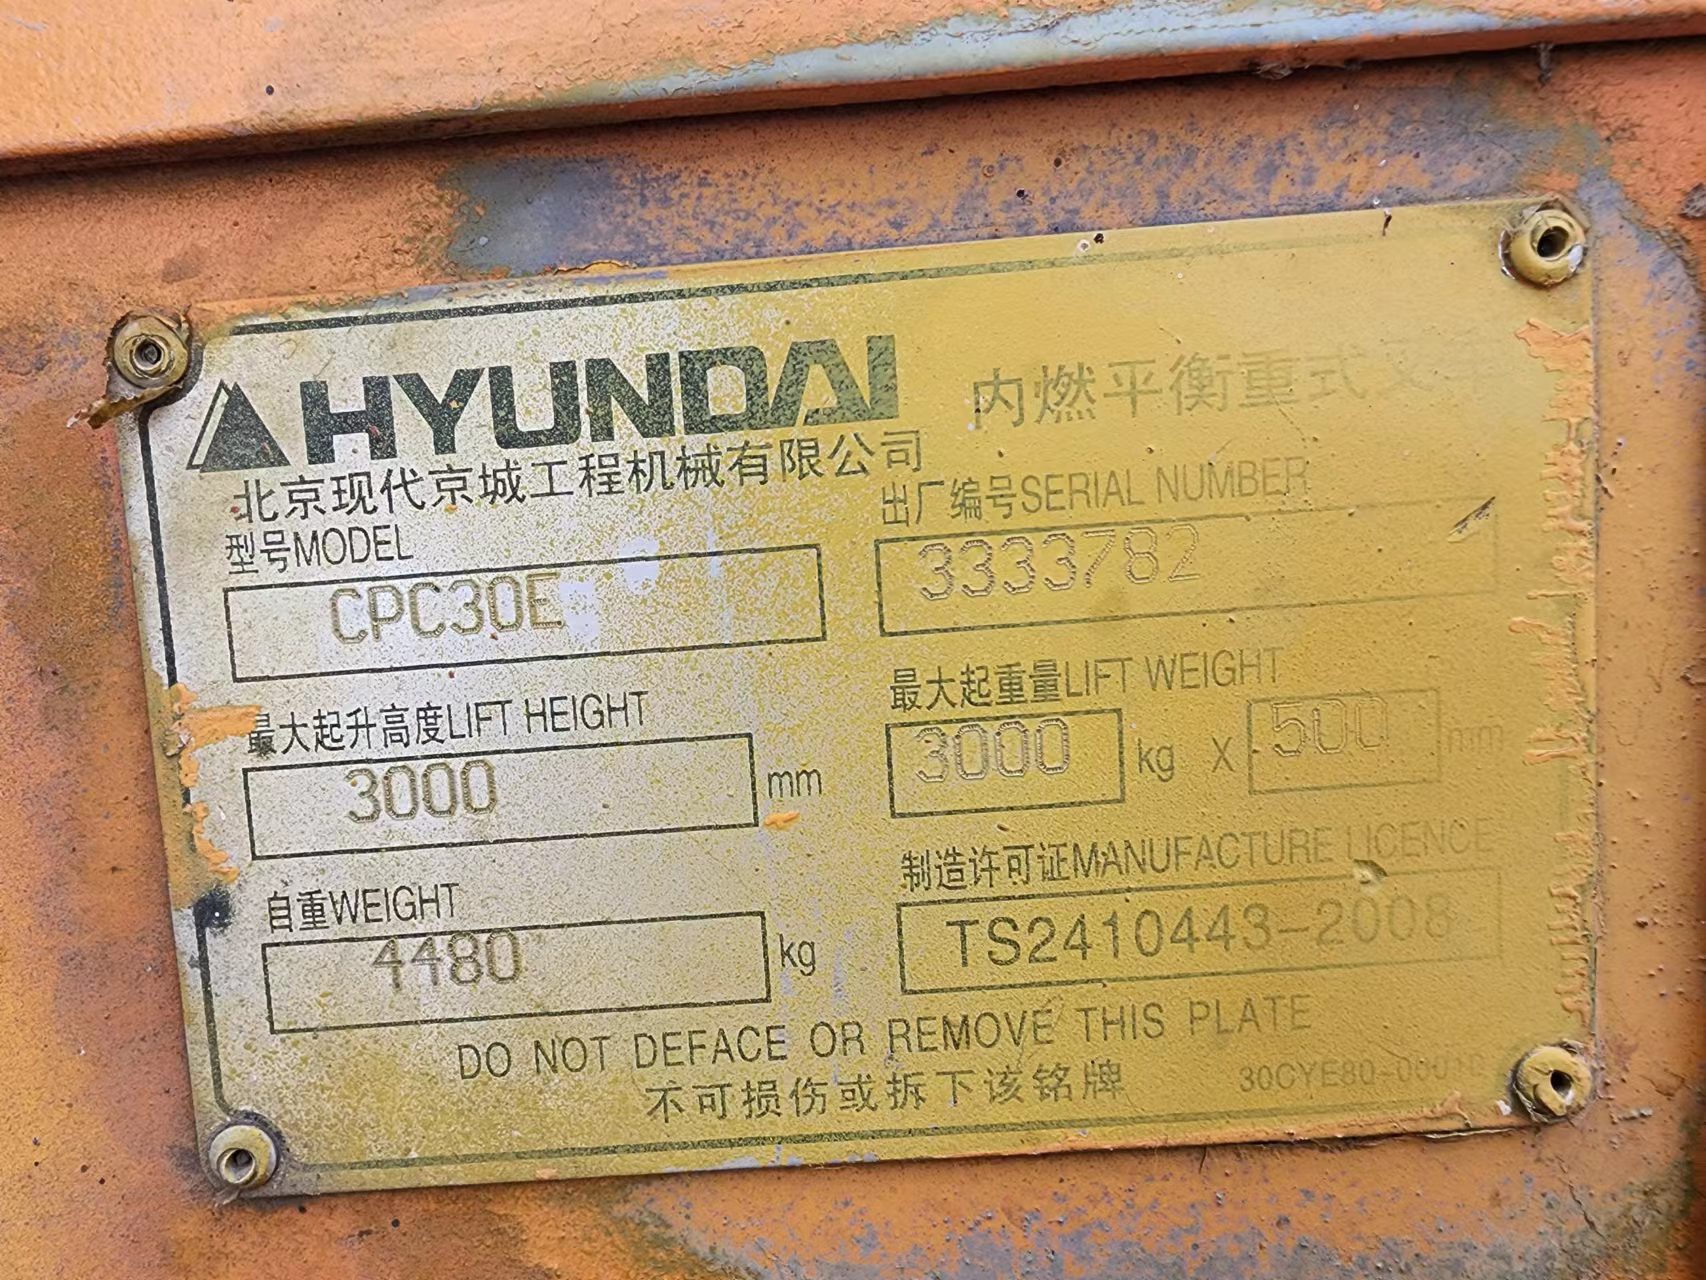 HYUNDAI 内燃平衡重式叉
北京现代京城工程机械有限公司
型号MODEL 出厂编号SERIAL NUMBER
CPC30E 3333782
最大起升高度LIFT HEIGHT 最大起重量LIFT WEIGHT
3000 mm 3000 kg X 500 mm
自重WEIGHT 制造许可证MANUFACTURE LICENCE
4480 kg TS2410443-2008
DO NOT DEFACE OR REMOVE THIS PLATE
不可损伤或拆下该铭牌